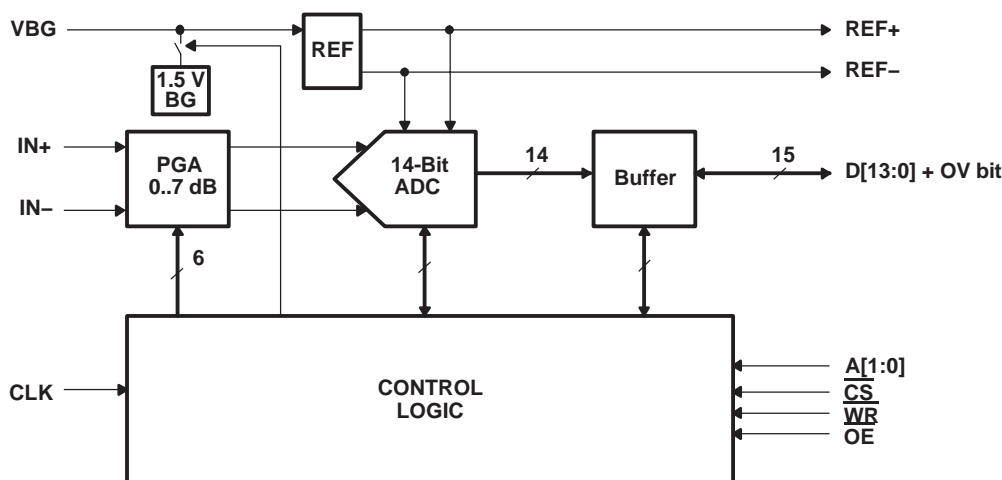 VBG
REF
REF+
REF–
1.5 V
BG
IN+
IN–
PGA
0..7 dB
14-Bit
ADC
14
Buffer
15
D[13:0] + OV bit
6
CLK
CONTROL
LOGIC
A[1:0]
CS
WR
OE